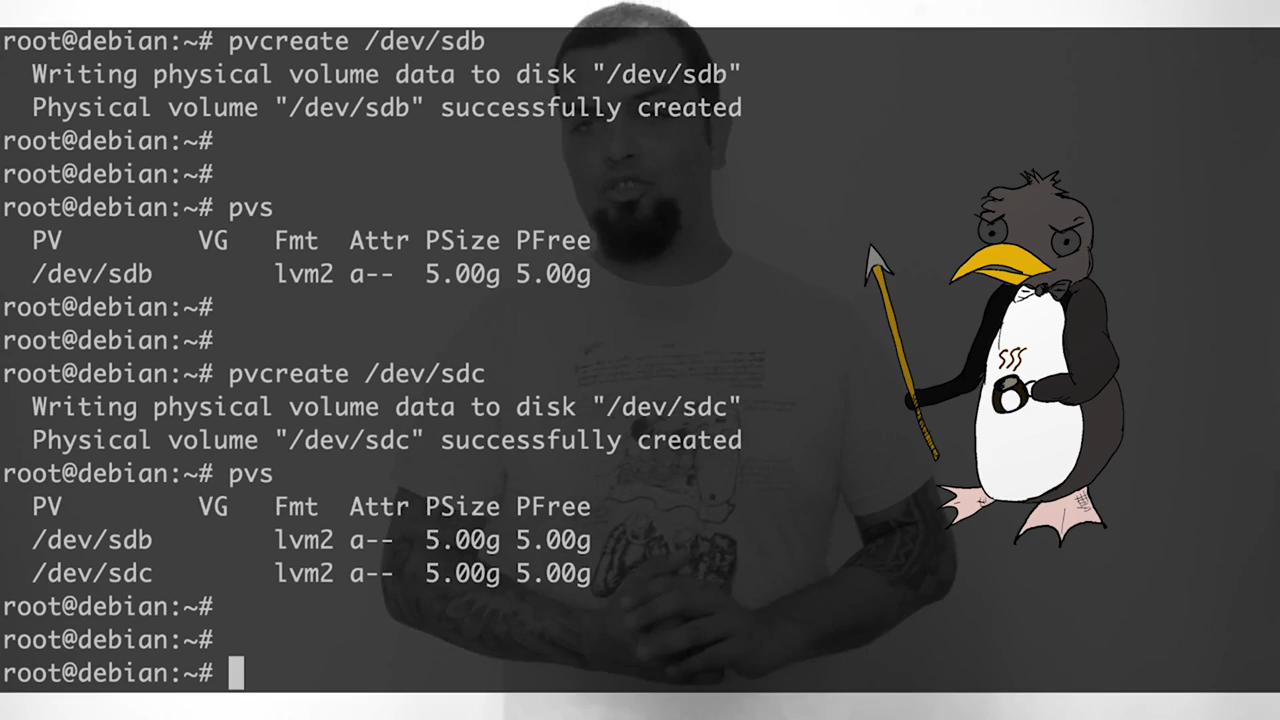 root@debian:~# pvcreate /dev/sdb
  Writing physical volume data to disk "/dev/sdb"
  Physical volume "/dev/sdb" successfully created
root@debian:~#
root@debian:~#
root@debian:~# pvs
  PV         VG   Fmt  Attr PSize PFree
  /dev/sdb        lvm2 a--  5.00g 5.00g
root@debian:~#
root@debian:~#
root@debian:~# pvcreate /dev/sdc
  Writing physical volume data to disk "/dev/sdc"
  Physical volume "/dev/sdc" successfully created
root@debian:~# pvs
  PV         VG   Fmt  Attr PSize PFree
  /dev/sdb        lvm2 a--  5.00g 5.00g
  /dev/sdc        lvm2 a--  5.00g 5.00g
root@debian:~#
root@debian:~#
root@debian:~#